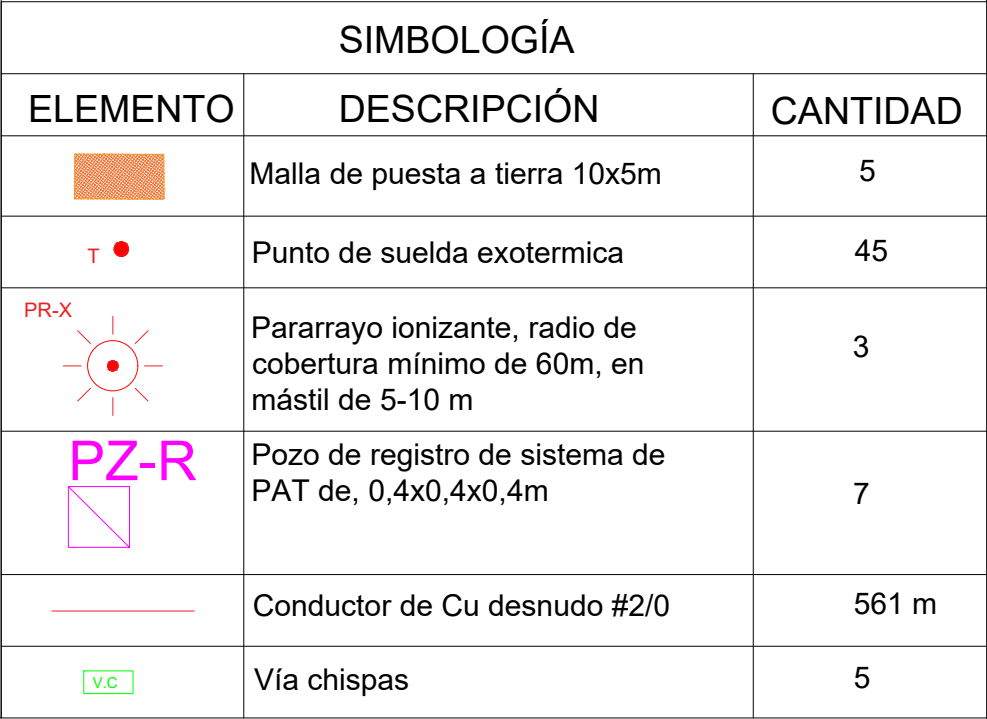 SIMBOLOGÍA
ELEMENTO DESCRIPCIÓN CANTIDAD
Malla de puesta a tierra 10x5m 5
T Punto de suelda exotermica 45
PR-X
Pararrayo ionizante, radio de
cobertura mínimo de 60m, en
mástil de 5-10 m
3
PZ-R
Pozo de registro de sistema de
PAT de, 0,4x0,4x0,4m
7
Conductor de Cu desnudo #2/0 561 m
V.C Vía chispas 5